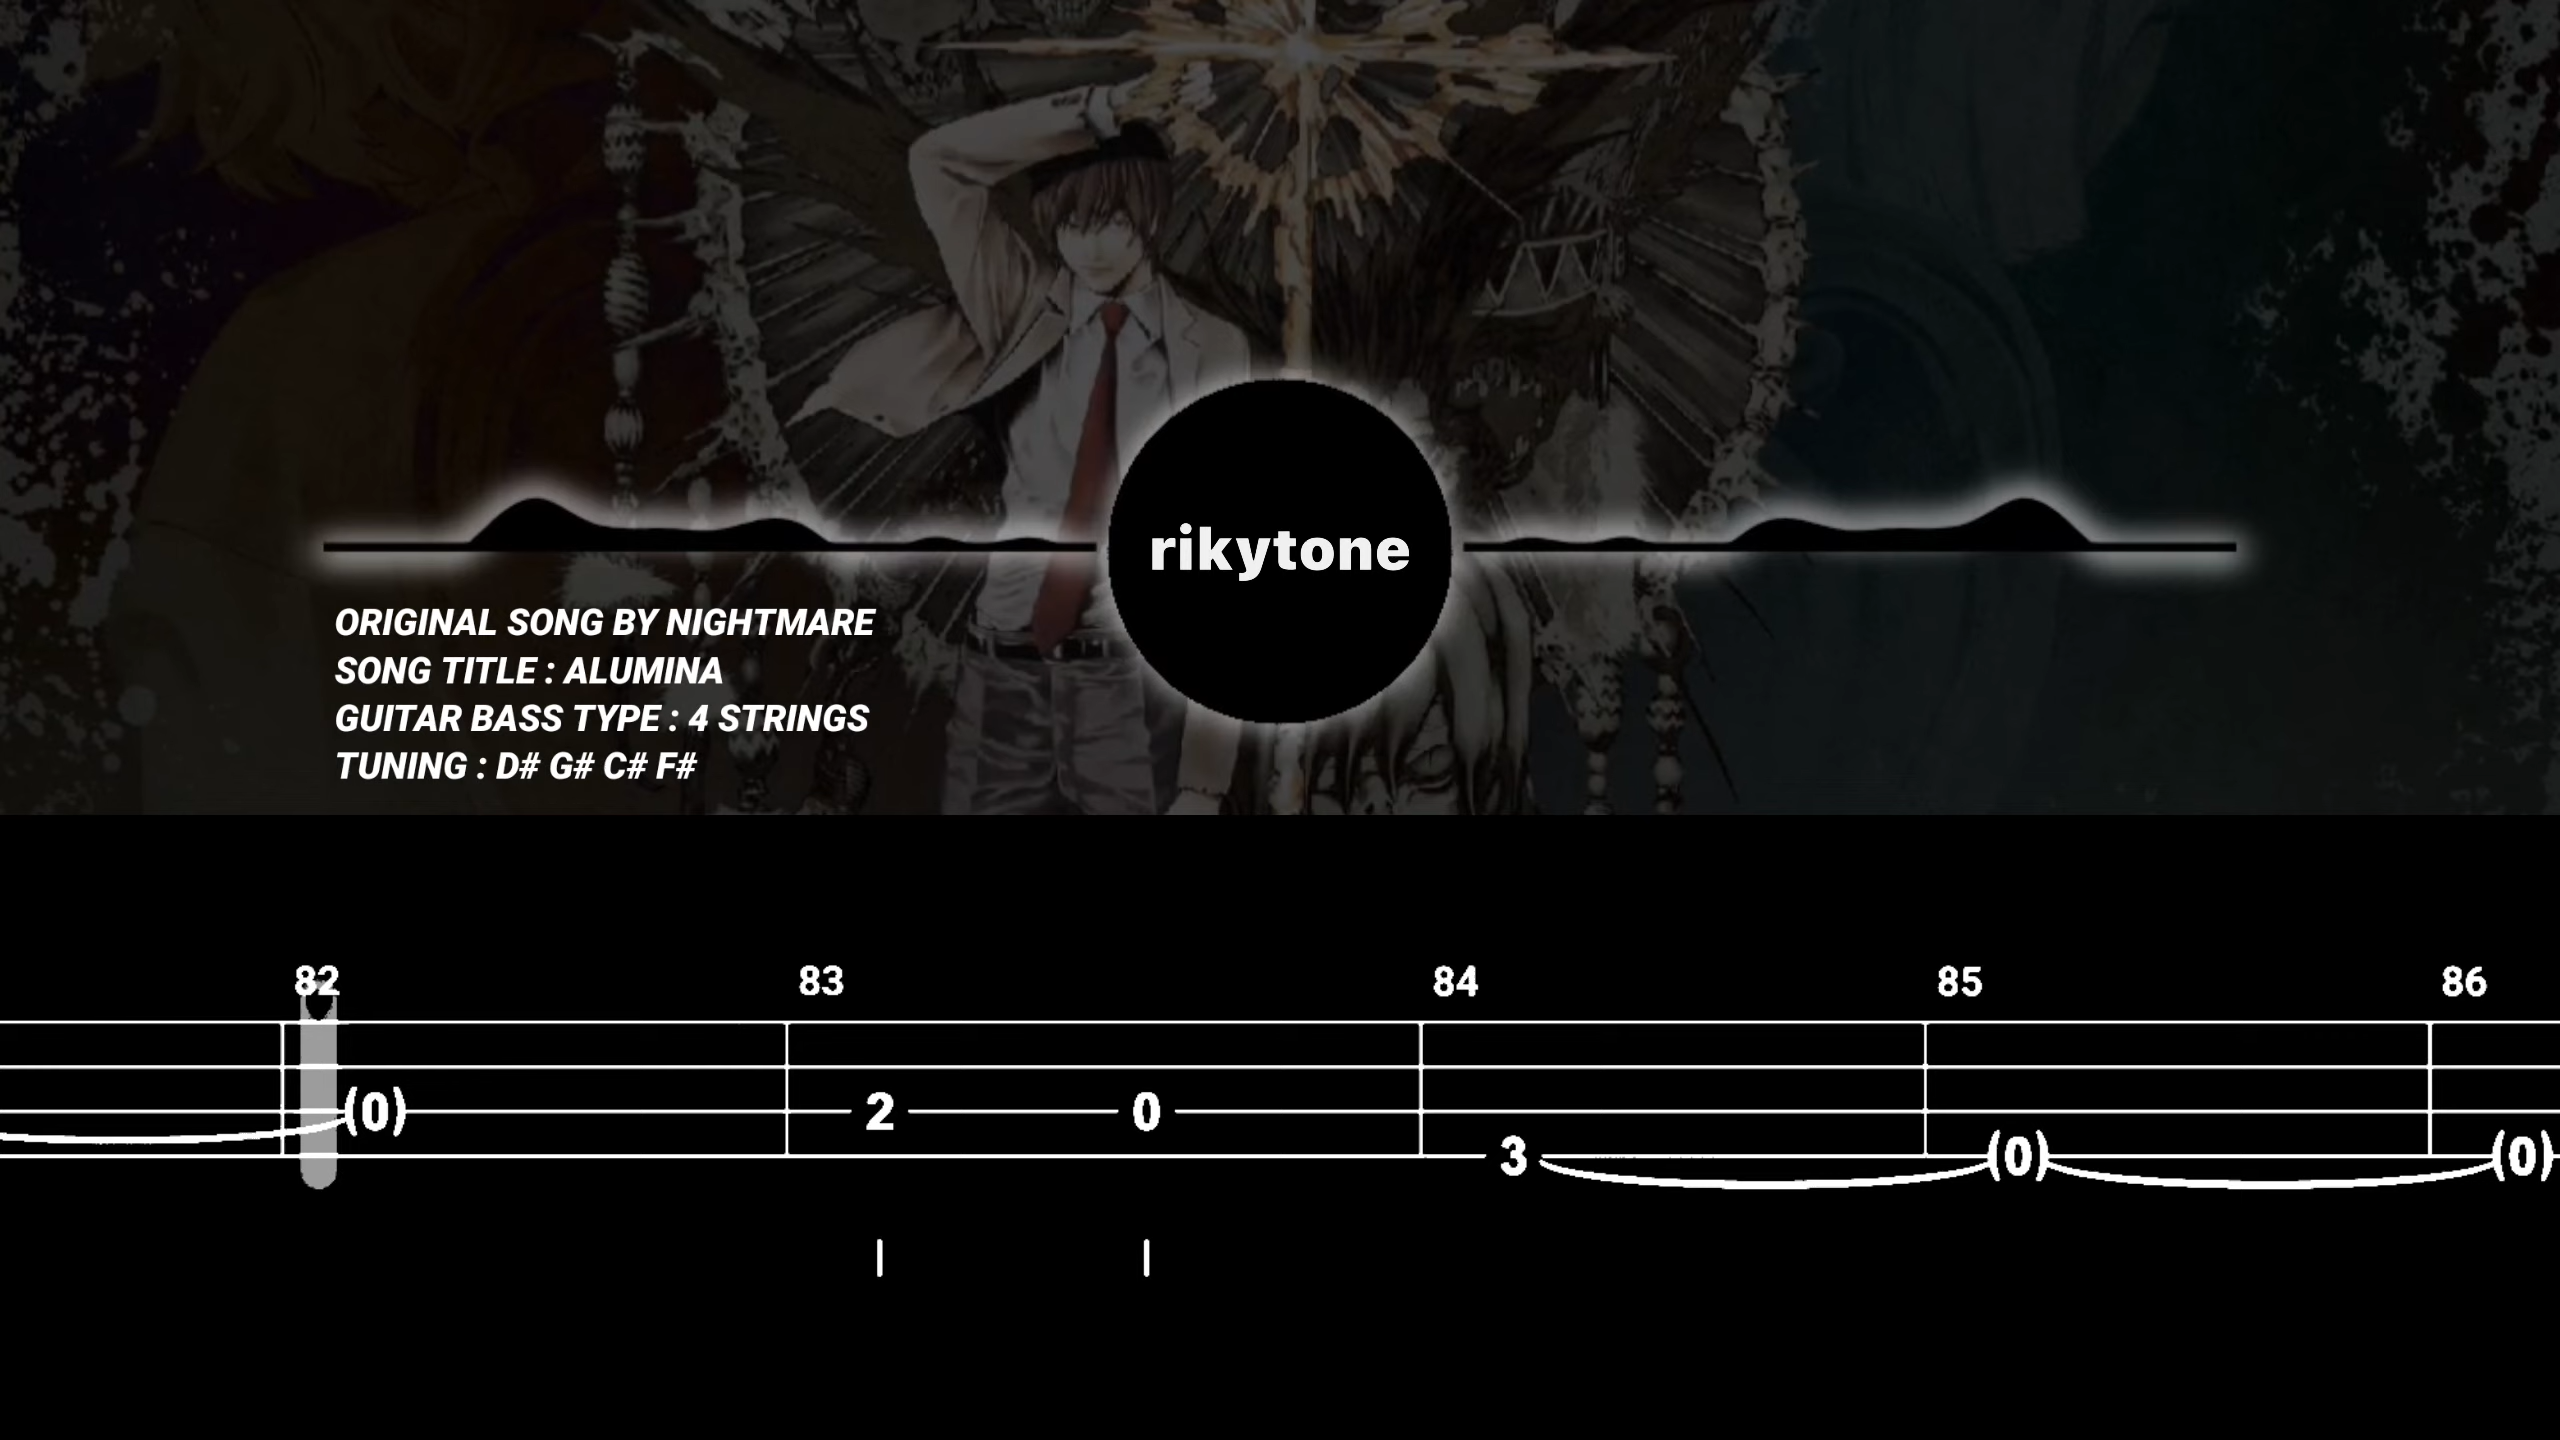 rikytone
ORIGINAL SONG BY NIGHTMARE
SONG TITLE : ALUMINA
GUITAR BASS TYPE : 4 STRINGS
TUNING : D# G# C# F#
82 83 84 85 86
(0) 2 0
3 (0) (0)